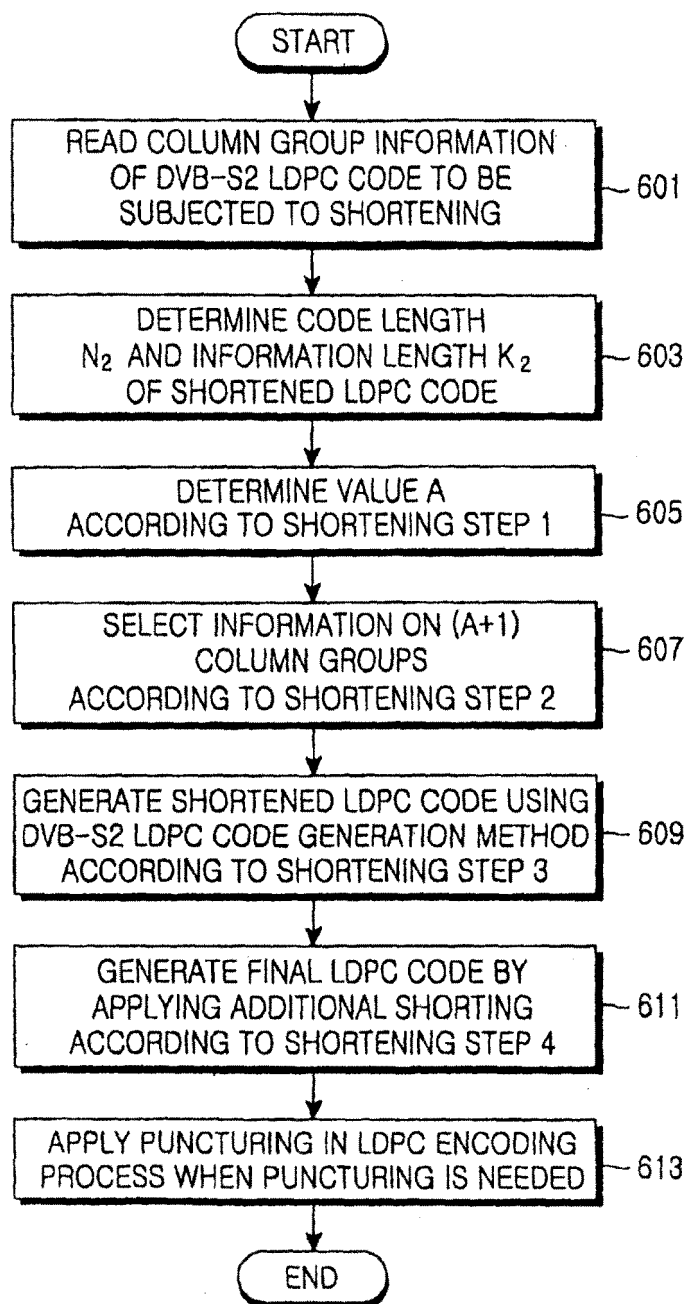 START
READ COLUMN GROUP INFORMATION
OF DVB-S2 LDPC CODE TO BE
SUBJECTED TO SHORTENING
601
DETERMINE CODE LENGTH
N₂ AND INFORMATION LENGTH K₂
OF SHORTENED LDPC CODE
603
DETERMINE VALUE A
ACCORDING TO SHORTENING STEP 1
605
SELECT INFORMATION ON (A+1)
COLUMN GROUPS
ACCORDING TO SHORTENING STEP 2
607
GENERATE SHORTENED LDPC CODE USING
DVB-S2 LDPC CODE GENERATION METHOD
ACCORDING TO SHORTENING STEP 3
609
GENERATE FINAL LDPC CODE BY
APPLYING ADDITIONAL SHORTING
ACCORDING TO SHORTENING STEP 4
611
APPLY PUNCTURING IN LDPC ENCODING
PROCESS WHEN PUNCTURING IS NEEDED
613
END